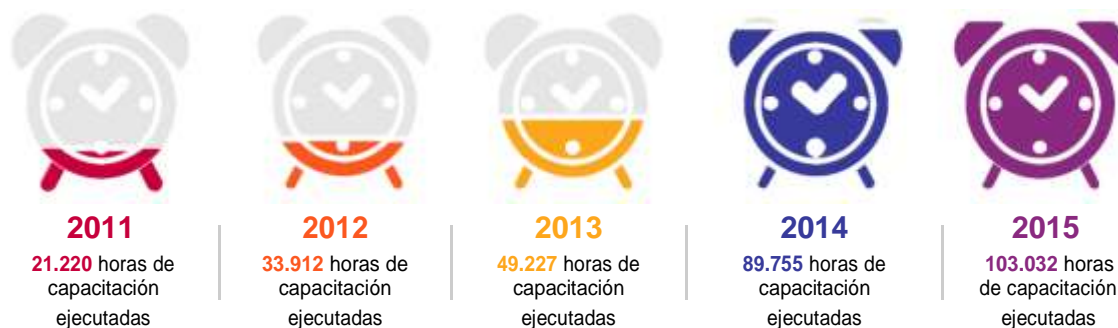 2011
21.220 horas de
capacitación
ejecutadas
2012
33.912 horas de
capacitación
ejecutadas
2013
49.227 horas de
capacitación
ejecutadas
2014
89.755 horas de
capacitación
ejecutadas
2015
103.032 horas
de capacitación
ejecutadas